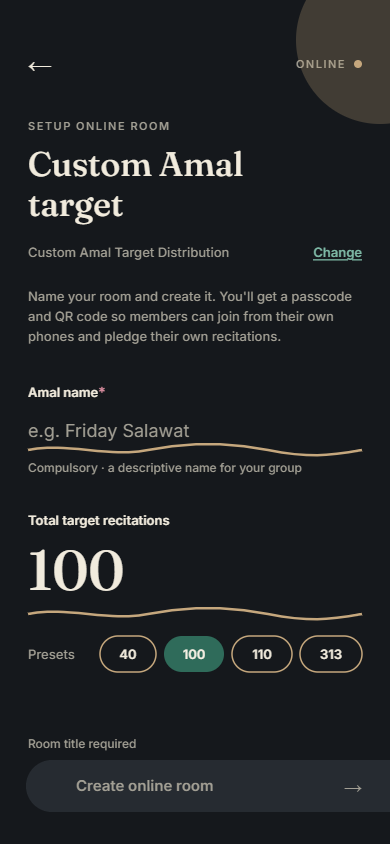 ←
ONLINE
SETUP ONLINE ROOM
Custom Amal
target
Custom Amal Target Distribution Change
Name your room and create it. You'll get a passcode
and QR code so members can join from their own
phones and pledge their own recitations.
Amal name*
e.g. Friday Salawat
Compulsory · a descriptive name for your group
Total target recitations
100
Presets 40 100 110 313
Room title required
Create online room →